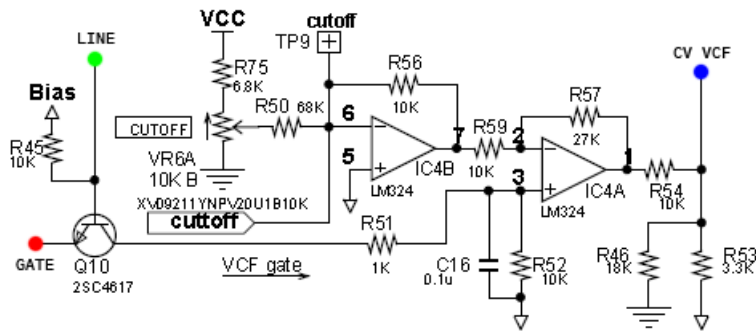 LINE
VCC
cutoff
CV VCF
TP9
Bias
R75
6.8K
R56
10K
R57
27K
R45
10K
CUTOFF
R50
68K
6
7
R59
10K
2
1
5
IC4B
LM324
IC4A
LM324
R54
10K
VR6A
10K B
3
XVD9211YNPV20U1B10K
cuttoff
R51
1K
GATE
Q10
2SC4617
VCF gate
C16
0.1u
R52
10K
R46
18K
R53
3.3K